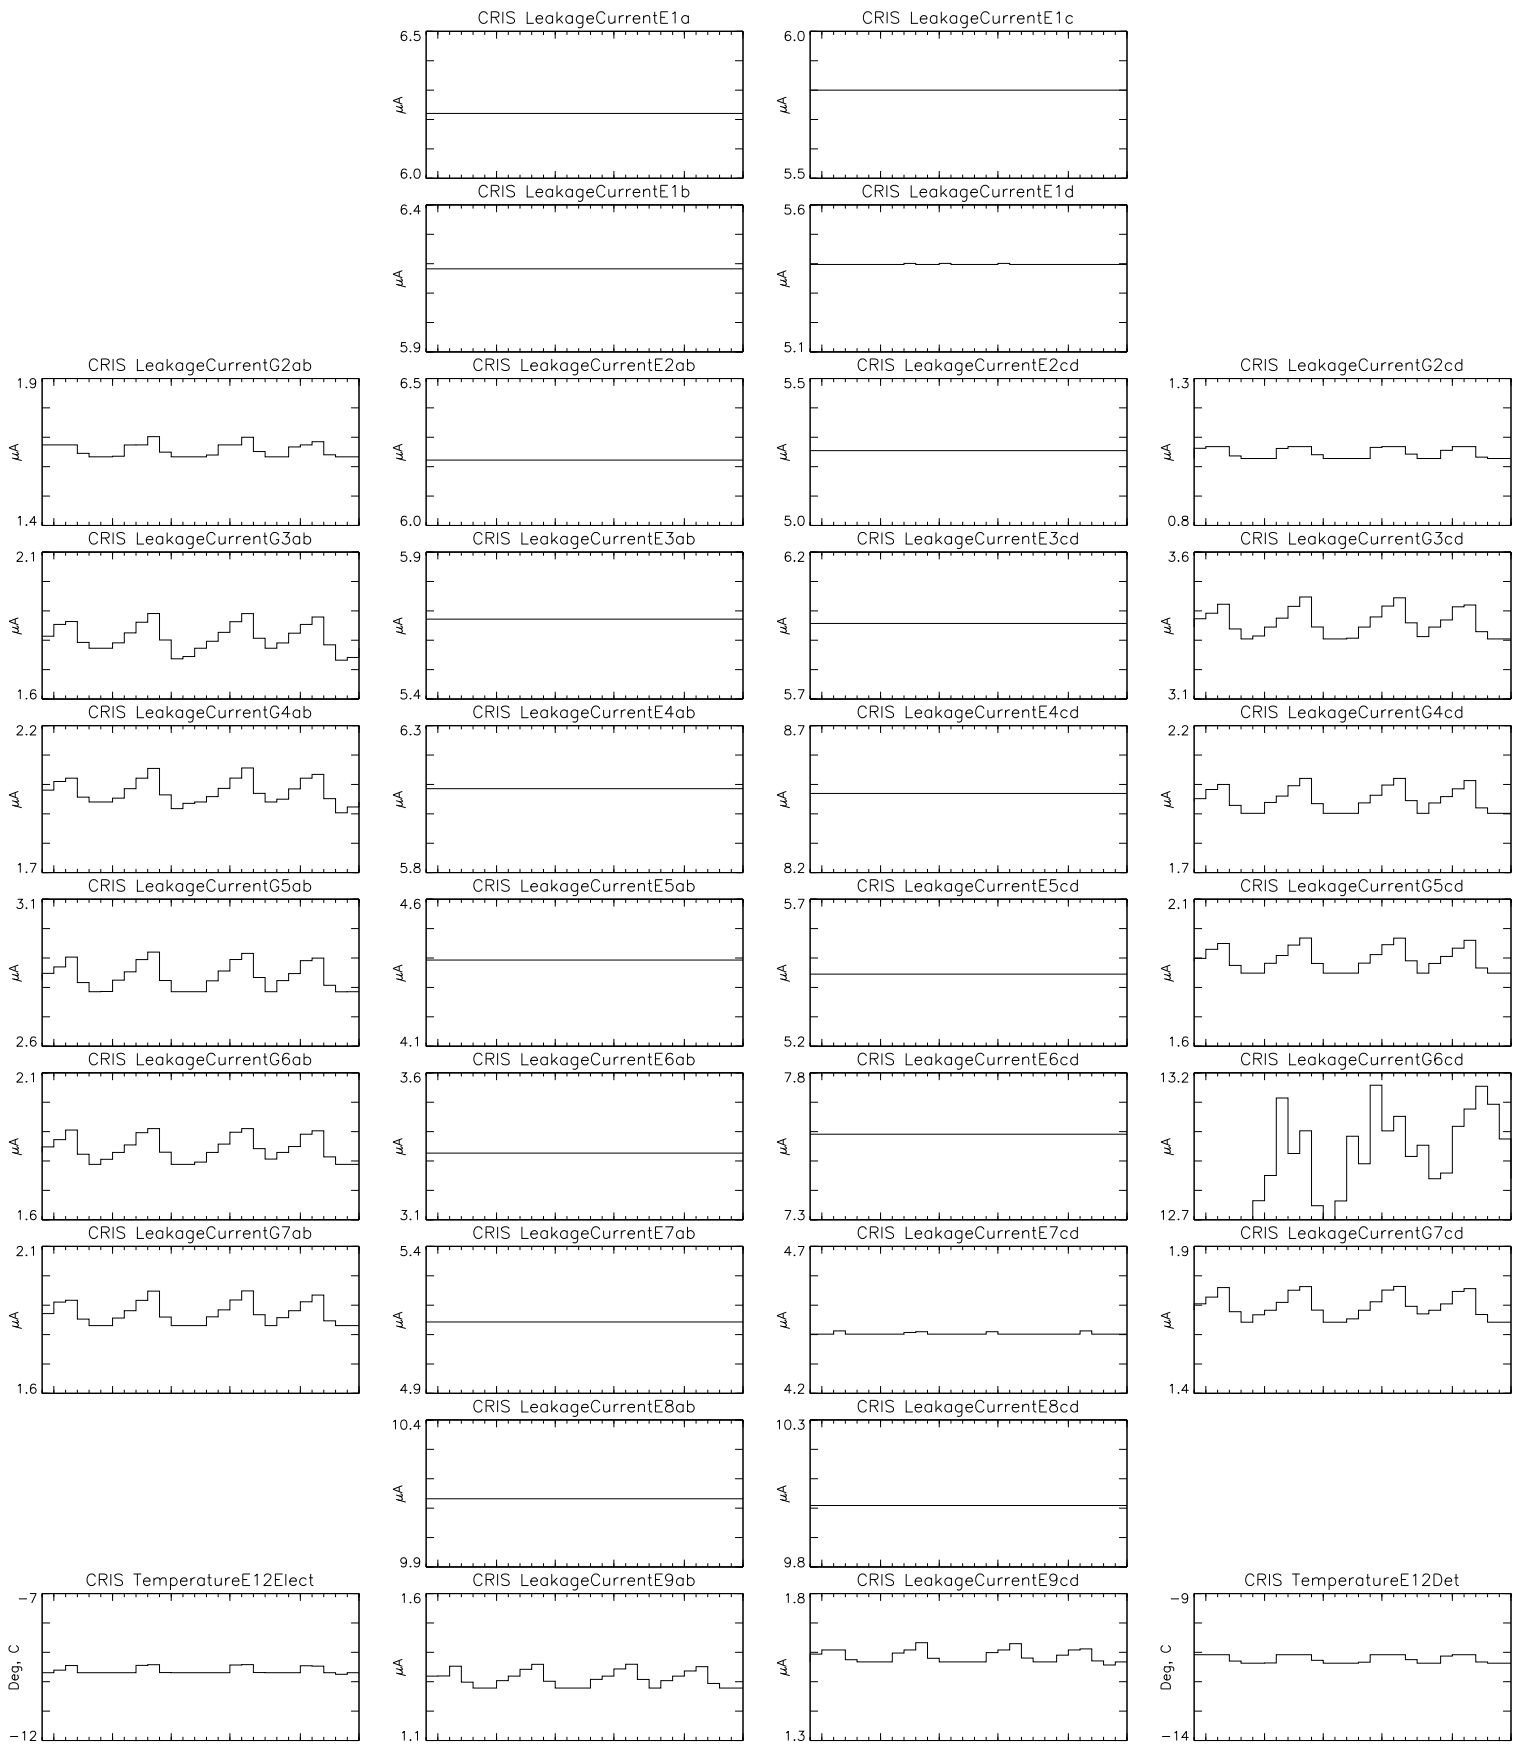 CRIS LeakageCurrentE1a
6.5
μA
6.0
CRIS LeakageCurrentE1c
6.0
μA
5.5
CRIS LeakageCurrentE1b
6.4
μA
5.9
CRIS LeakageCurrentE1d
5.6
μA
5.1
CRIS LeakageCurrentG2ab
1.9
μA
1.4
CRIS LeakageCurrentE2ab
6.5
μA
6.0
CRIS LeakageCurrentE2cd
5.5
μA
5.0
CRIS LeakageCurrentG2cd
1.3
μA
0.8
CRIS LeakageCurrentG3ab
2.1
μA
1.6
CRIS LeakageCurrentE3ab
5.9
μA
5.4
CRIS LeakageCurrentE3cd
6.2
μA
5.7
CRIS LeakageCurrentG3cd
3.6
μA
3.1
CRIS LeakageCurrentG4ab
2.2
μA
1.7
CRIS LeakageCurrentE4ab
6.3
μA
5.8
CRIS LeakageCurrentE4cd
8.7
μA
8.2
CRIS LeakageCurrentG4cd
2.2
μA
1.7
CRIS LeakageCurrentG5ab
3.1
μA
2.6
CRIS LeakageCurrentE5ab
4.6
μA
4.1
CRIS LeakageCurrentE5cd
5.7
μA
5.2
CRIS LeakageCurrentG5cd
2.1
μA
1.6
CRIS LeakageCurrentG6ab
2.1
μA
1.6
CRIS LeakageCurrentE6ab
3.6
μA
3.1
CRIS LeakageCurrentE6cd
7.8
μA
7.3
CRIS LeakageCurrentG6cd
13.2
μA
12.7
CRIS LeakageCurrentG7ab
2.1
μA
1.6
CRIS LeakageCurrentE7ab
5.4
μA
4.9
CRIS LeakageCurrentE7cd
4.7
μA
4.2
CRIS LeakageCurrentG7cd
1.9
μA
1.4
CRIS LeakageCurrentE8ab
10.4
μA
9.9
CRIS LeakageCurrentE8cd
10.3
μA
9.8
CRIS TemperatureE12Elect
−7
Deg, C
−12
CRIS LeakageCurrentE9ab
1.6
μA
1.1
CRIS LeakageCurrentE9cd
1.8
μA
1.3
CRIS TemperatureE12Det
−9
Deg, C
−14